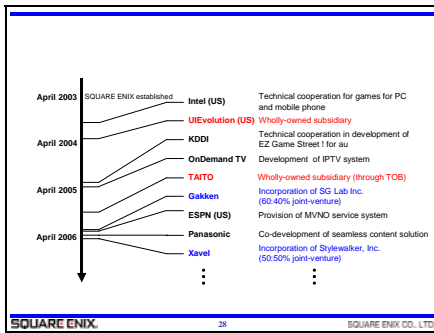 April 2003 SQUARE ENIX established
Intel (US) Technical cooperation for games for PC
and mobile phone
UIEvolution (US) Wholly-owned subsidiary
April 2004
KDDI Technical cooperation in development of
EZ Game Street ! for au
OnDemand TV Development of IPTV system
TAITO Wholly-owned subsidiary (through TOB)
April 2005
Gakken Incorporation of SG Lab Inc.
(60:40% joint-venture)
ESPN (US) Provision of MVNO service system
April 2006
Panasonic Co-development of seamless content solution
Xavel Incorporation of Stylewalker, Inc.
(50:50% joint-venture)
SQUARE ENIX. 28 SQUARE ENIX CO., LTD